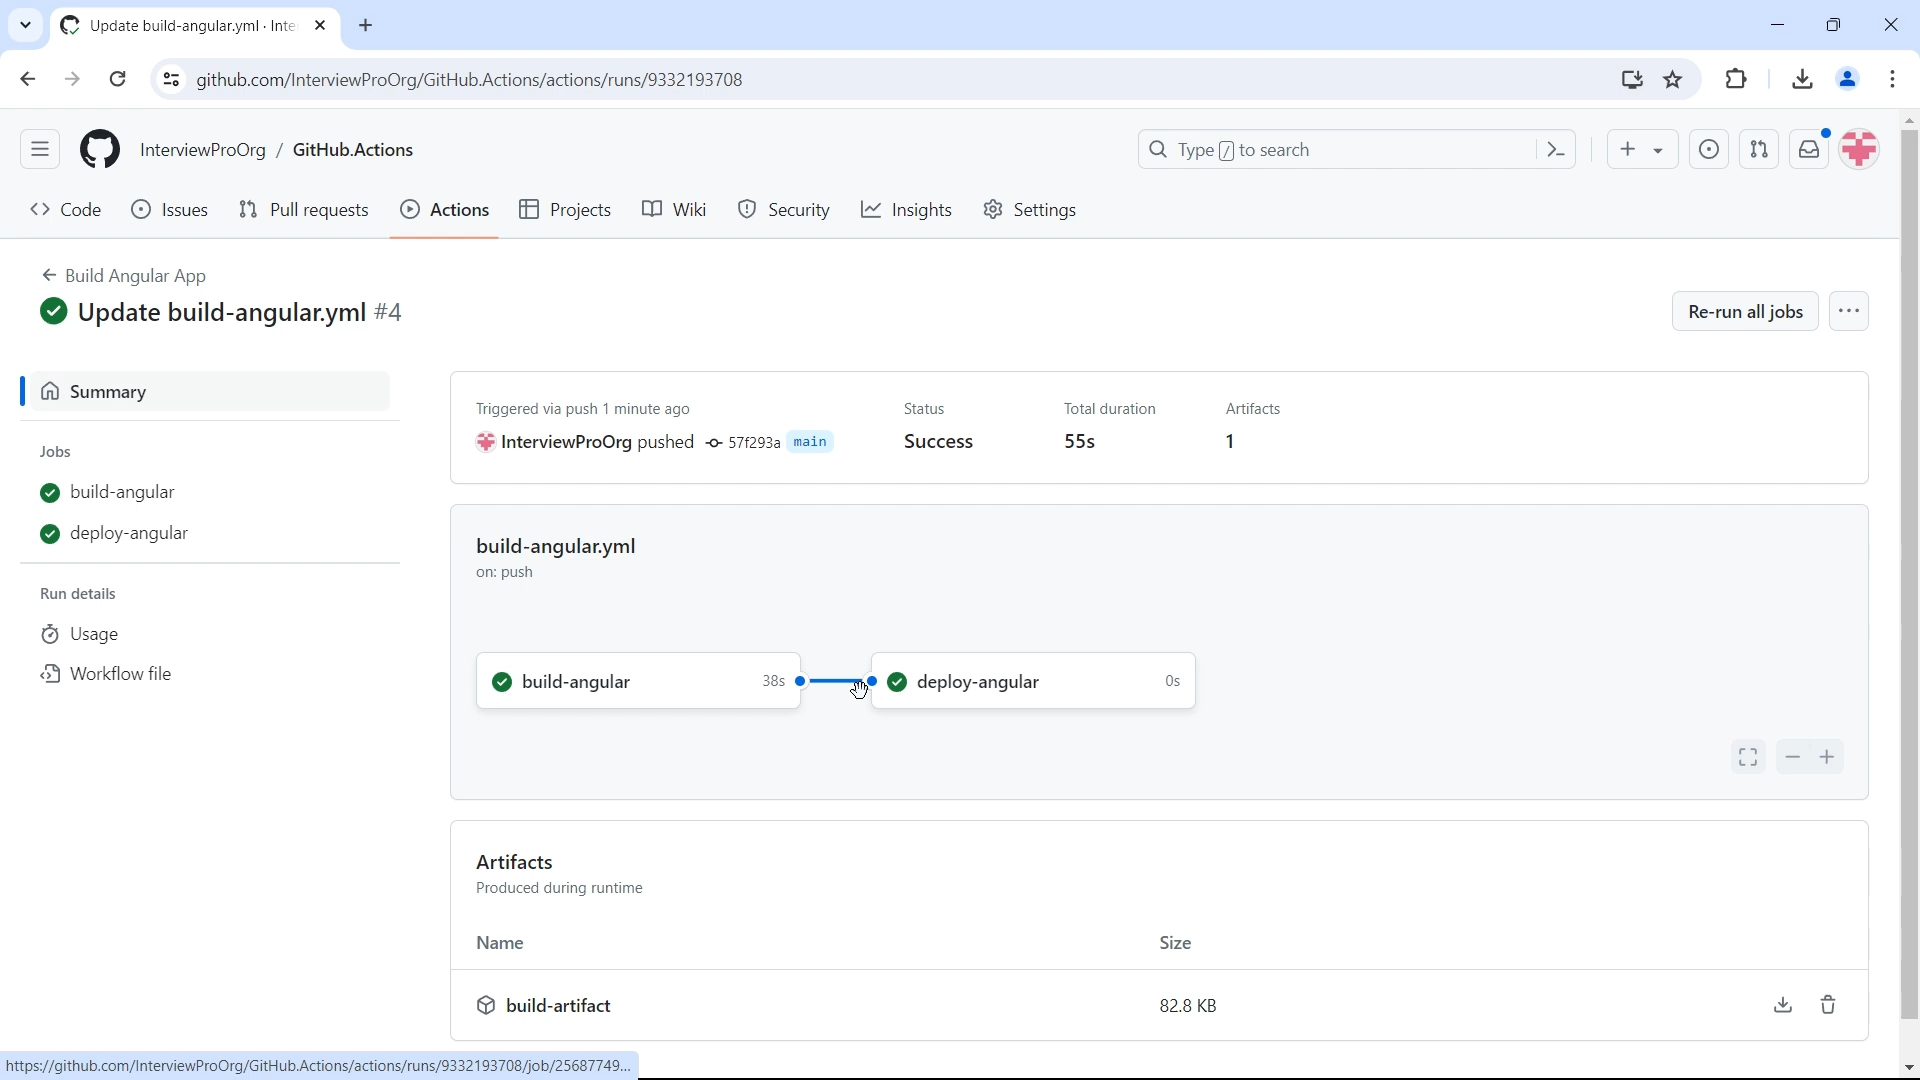 Update build-angular.yml · Inte
github.com/InterviewProOrg/GitHub.Actions/actions/runs/9332193708
InterviewProOrg / GitHub.Actions
Type / to search
Code Issues Pull requests Actions Projects Wiki Security Insights Settings
Build Angular App
Update build-angular.yml #4
Re-run all jobs
Summary
Jobs
build-angular
deploy-angular
Run details
Usage
Workflow file
Triggered via push 1 minute ago
InterviewProOrg pushed 57f293a main
Status
Success
Total duration
55s
Artifacts
1
build-angular.yml
on: push
build-angular 38s
deploy-angular 0s
Artifacts
Produced during runtime
Name Size
build-artifact 82.8 KB
https://github.com/InterviewProOrg/GitHub.Actions/actions/runs/9332193708/job/25687749...